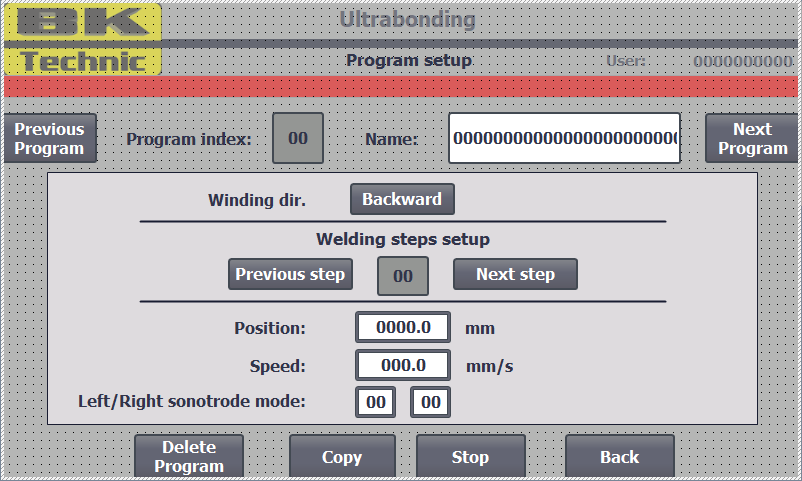 BK
Technic
Ultrabonding
Program setup
User: 0000000000
Previous
Program
Program index: 00
Name: 000000000000000000000000
Next
Program
Winding dir. Backward
Welding steps setup
Previous step 00 Next step
Position: 0000.0 mm
Speed: 000.0 mm/s
Left/Right sonotrode mode: 00 00
Delete
Program
Copy
Stop
Back